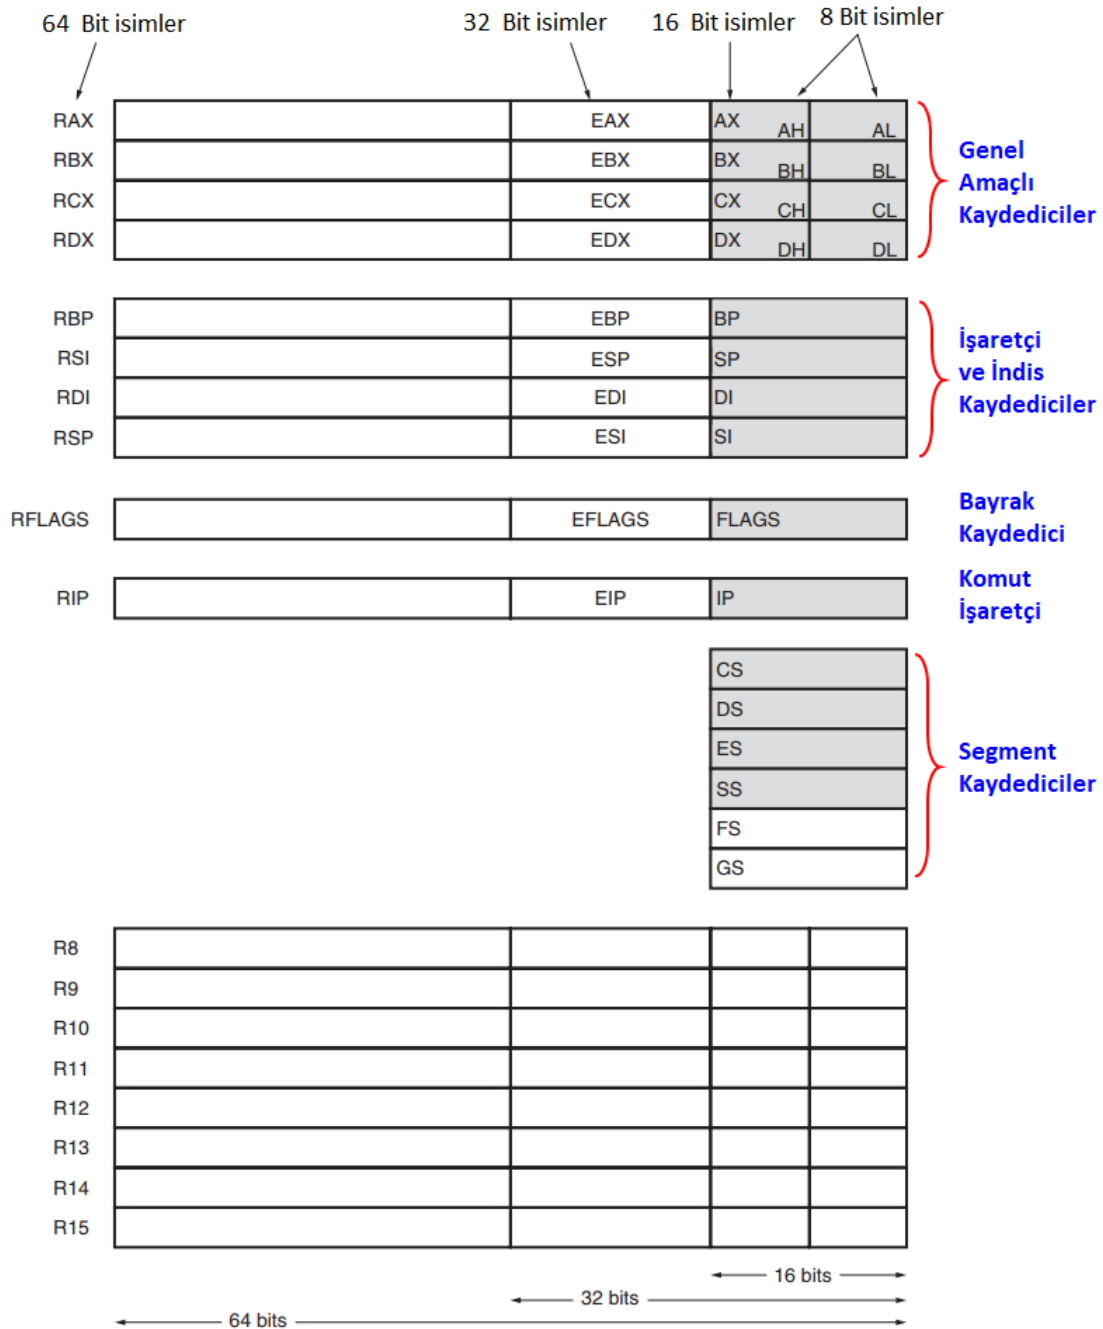 64 Bit isimler 32 Bit isimler 16 Bit isimler 8 Bit isimler
RAX EAX AX AH AL
RBX EBX BX BH BL
RCX ECX CX CH CL
RDX EDX DX DH DL
Genel
Amaçlı
Kaydediciler
RBP EBP BP
RSI ESP SP
RDI EDI DI
RSP ESI SI
İşaretçi
ve İndis
Kaydediciler
RFLAGS EFLAGS FLAGS
Bayrak
Kaydedici
RIP EIP IP
Komut
İşaretçi
CS
DS
ES
SS
FS
GS
Segment
Kaydediciler
R8
R9
R10
R11
R12
R13
R14
R15
16 bits
32 bits
64 bits